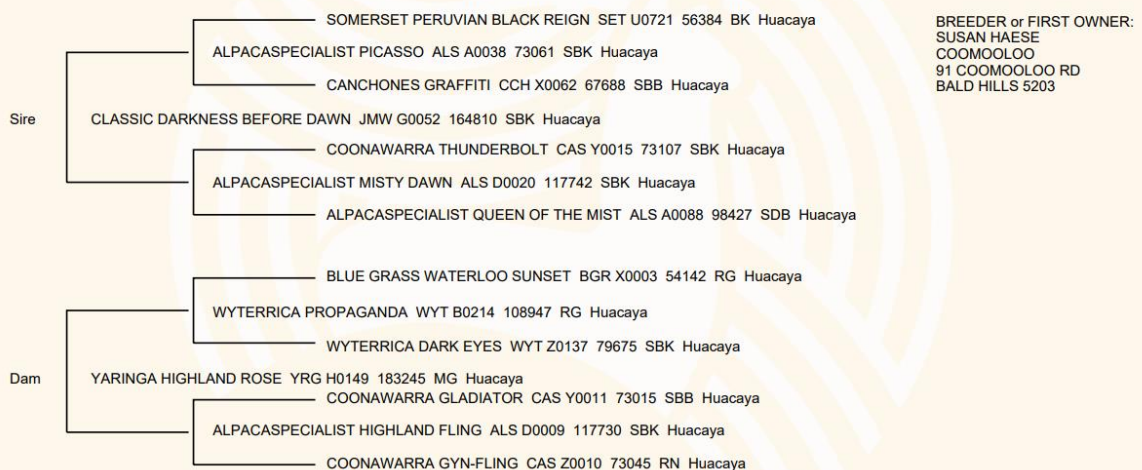 SOMERSET PERUVIAN BLACK REIGN SET U0721 56384 BK Huacaya
ALPACASPECIALIST PICASSO ALS A0038 73061 SBK Huacaya
CANCHONES GRAFFITI CCH X0062 67688 SBB Huacaya
Sire
CLASSIC DARKNESS BEFORE DAWN JMW G0052 164810 SBK Huacaya
COONAWARRA THUNDERBOLT CAS Y0015 73107 SBK Huacaya
ALPACASPECIALIST MISTY DAWN ALS D0020 117742 SBK Huacaya
ALPACASPECIALIST QUEEN OF THE MIST ALS A0088 98427 SDB Huacaya
BLUE GRASS WATERLOO SUNSET BGR X0003 54142 RG Huacaya
WYTERRICA PROPAGANDA WYT B0214 108947 RG Huacaya
WYTERRICA DARK EYES WYT Z0137 79675 SBK Huacaya
Dam
YARINGA HIGHLAND ROSE YRG H0149 183245 MG Huacaya
COONAWARRA GLADIATOR CAS Y0011 73015 SBB Huacaya
ALPACASPECIALIST HIGHLAND FLING ALS D0009 117730 SBK Huacaya
COONAWARRA GYN-FLING CAS Z0010 73045 RN Huacaya
BREEDER or FIRST OWNER:
SUSAN HAESE
COOMOOLOO
91 COOMOOLOO RD
BALD HILLS 5203